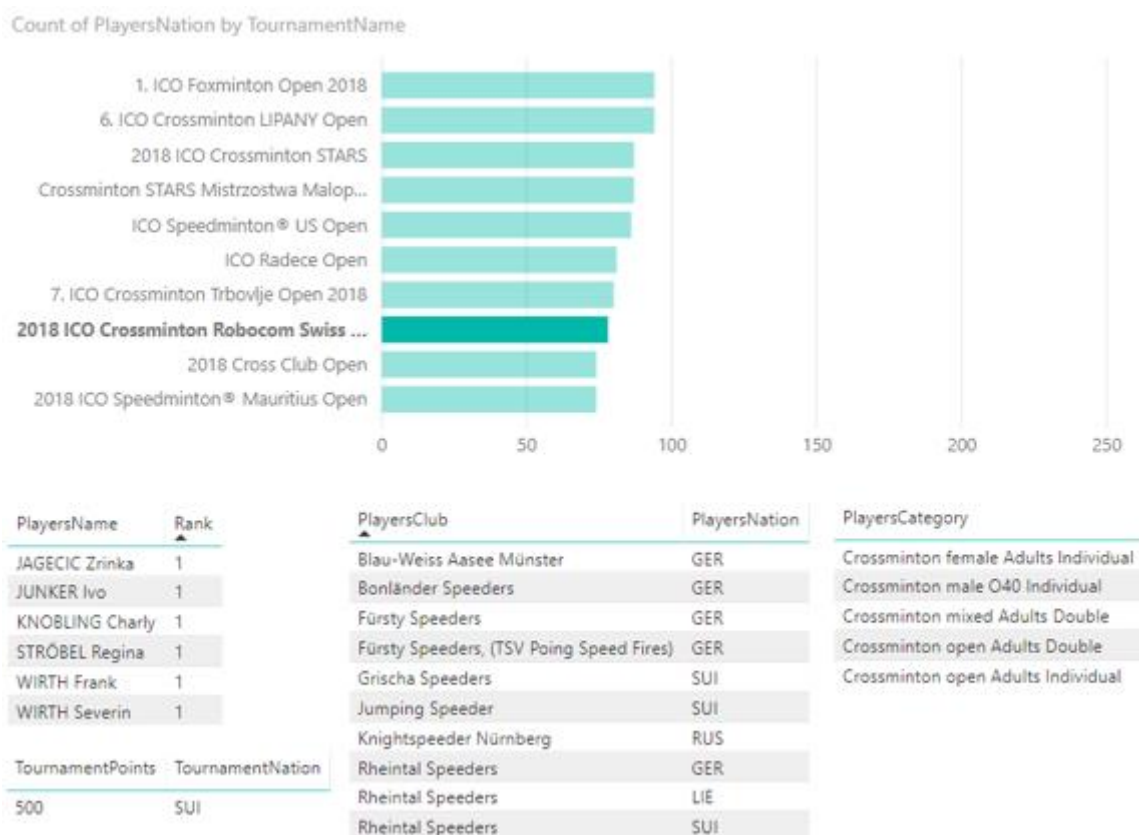 Count of PlayersNation by TournamentName
1. ICO Foxminton Open 2018
6. ICO Crossminton LIPANY Open
2018 ICO Crossminton STARS
Crossminton STARS Mistrzostwa Malop...
ICO Speedminton® US Open
ICO Radece Open
7. ICO Crossminton Trbovlje Open 2018
2018 ICO Crossminton Robocom Swiss ...
2018 Cross Club Open
2018 ICO Speedminton® Mauritius Open
0 50 100 150 200 250
PlayersName Rank
JAGECIC Zrinka 1
JUNKER Ivo 1
KNOBLING Charly 1
STRÖBEL Regina 1
WIRTH Frank 1
WIRTH Severin 1
TournamentPoints TournamentNation
500 SUI
PlayersClub PlayersNation
Blau-Weiss Aasee Münster GER
Bonländer Speeders GER
Fürsty Speeders GER
Fürsty Speeders, (TSV Poing Speed Fires) GER
Grischa Speeders SUI
Jumping Speeder SUI
Knightspeeder Nürnberg RUS
Rheintal Speeders GER
Rheintal Speeders LIE
Rheintal Speeders SUI
PlayersCategory
Crossminton female Adults Individual
Crossminton male O40 Individual
Crossminton mixed Adults Double
Crossminton open Adults Double
Crossminton open Adults Individual